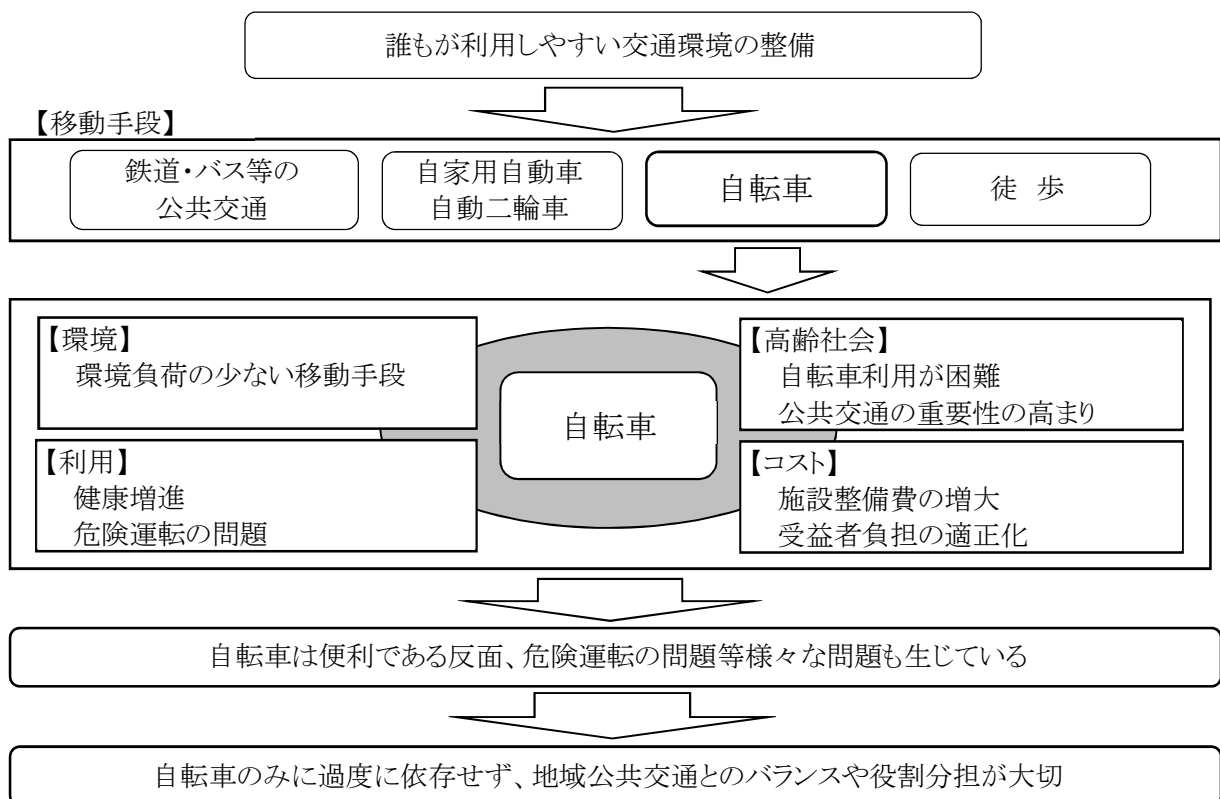 誰もが利用しやすい交通環境の整備
【移動手段】
鉄道・バス等の
公共交通
自家用自動車
自動二輪車
自転車
徒 歩
【環境】
環境負荷の少ない移動手段
【利用】
健康増進
危険運転の問題
自転車
【高齢社会】
自転車利用が困難
公共交通の重要性の高まり
【コスト】
施設整備費の増大
受益者負担の適正化
自転車は便利である反面、危険運転の問題等様々な問題も生じている
自転車のみに過度に依存せず、地域公共交通とのバランスや役割分担が大切